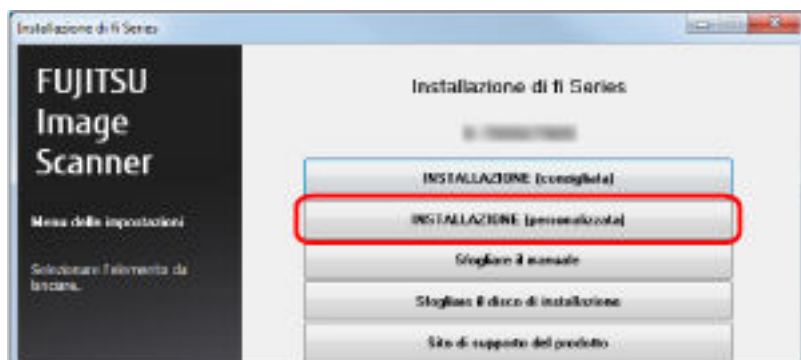 Installazione di fi Series
FUJITSU
Image
Scanner
Menu delle impostazioni
Selezionare l'elemento da
lanciare.
Installazione di fi Series
INSTALLAZIONE (consigliata)
INSTALLAZIONE (personalizzata)
Sfogliare il manuale
Sfogliare il disco di installazione
Sito di supporto del prodotto